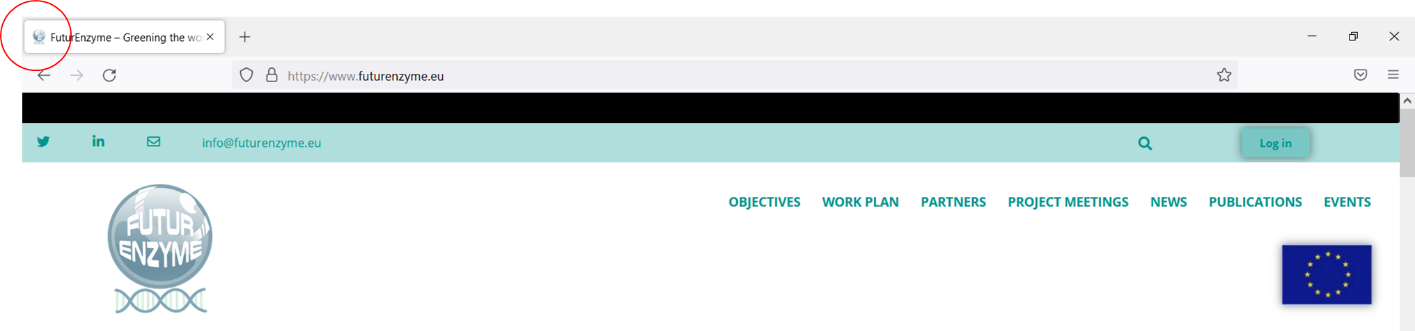 FuturEnzyme – Greening the wo
https://www.futurenzyme.eu
info@futurenzyme.eu
Log in
FUTUR
ENZYME
OBJECTIVES WORK PLAN PARTNERS PROJECT MEETINGS NEWS PUBLICATIONS EVENTS